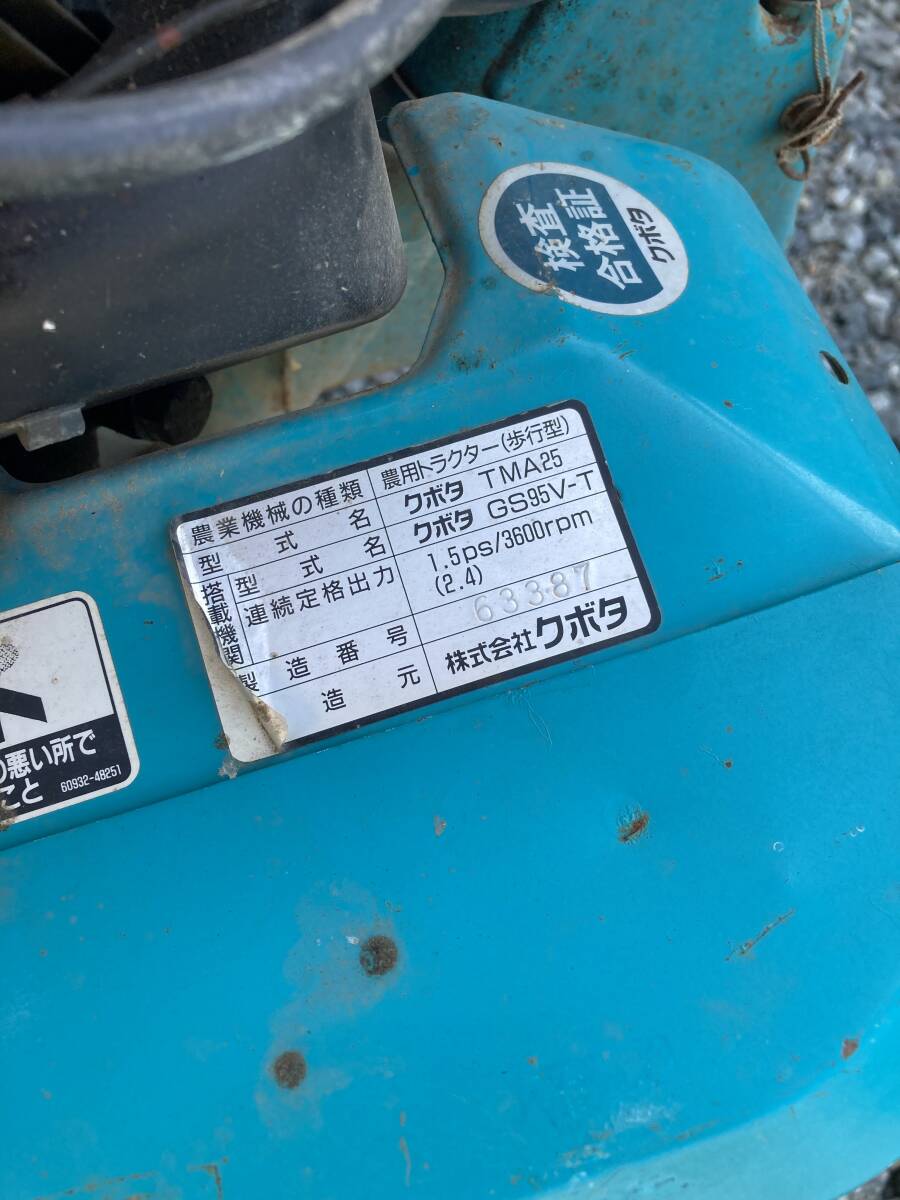 検査
合格証
クボタ
農業機械の種類 農用トラクター(歩行型)
型式名 クボタ TMA25
搭載機関 型式名 クボタ GS95V-T
連続定格出力 1.5ps/3600rpm
(2.4)
製造番号 63387
造元 株式会社クボタ
の悪い所で
こと 60932-48251